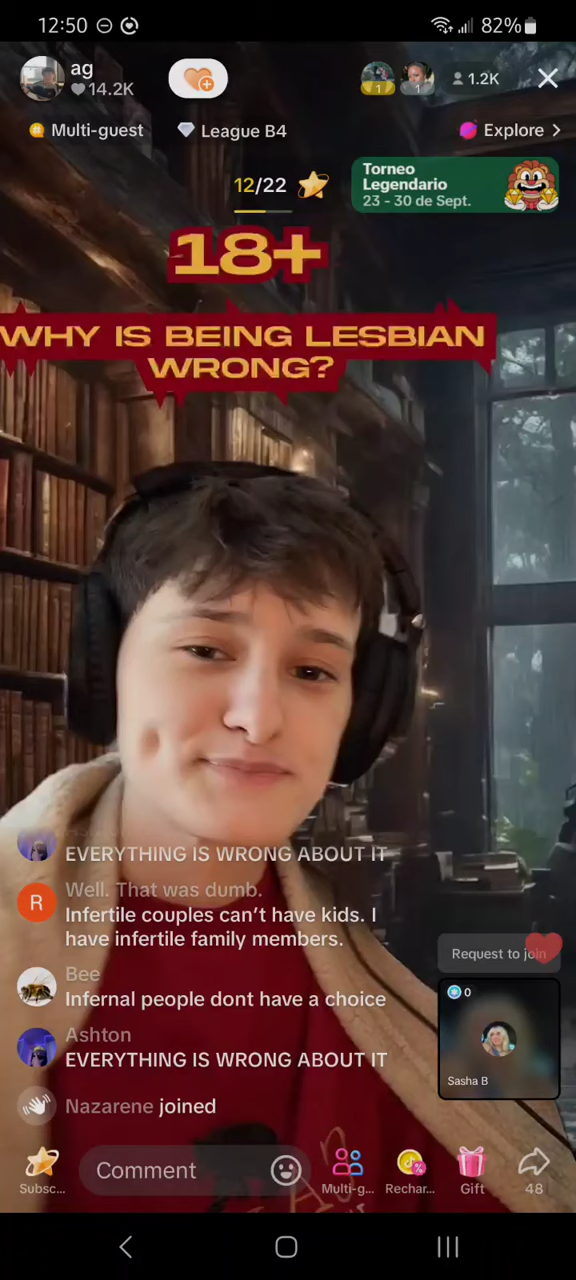 12:50
82%
ag
14.2K
1
1
1.2K
Multi-guest
League B4
Explore >
12/22
Torneo
Legendario
23 - 30 de Sept.
18+
WHY IS BEING LESBIAN
WRONG?
EVERYTHING IS WRONG ABOUT IT
R
Well. That was dumb.
Infertile couples can't have kids. I
have infertile family members.
Bee
Infernal people dont have a choice
Ashton
EVERYTHING IS WRONG ABOUT IT
Nazarene joined
Request to join
0
Sasha B
Comment
Subsc...
Multi-g...
Rechar...
Gift
48